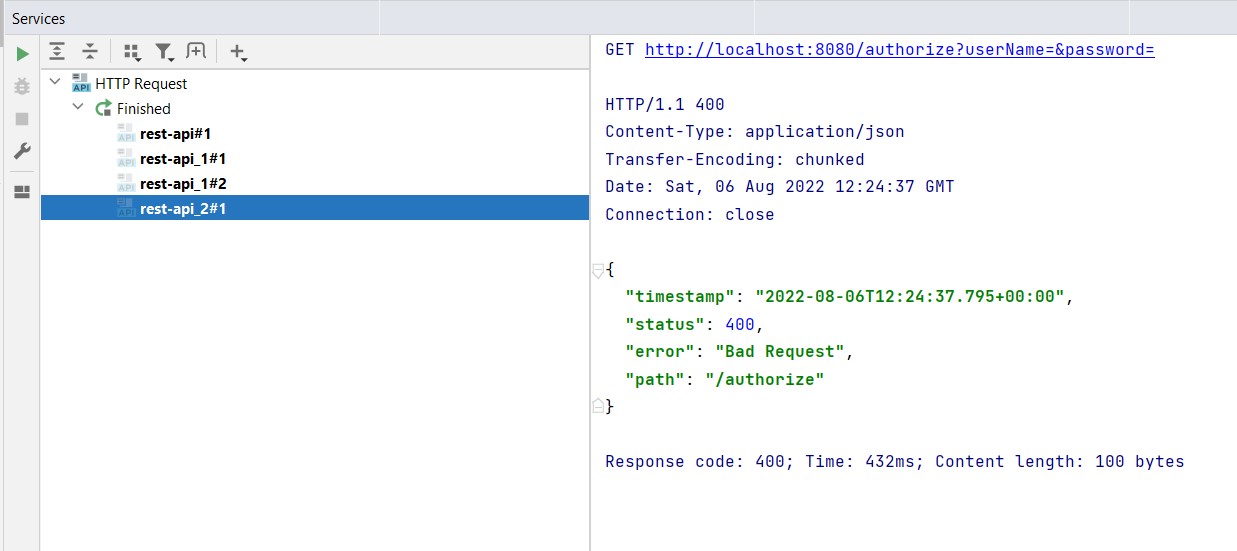 Services
HTTP Request
Finished
rest-api#1
rest-api_1#1
rest-api_1#2
rest-api_2#1
GET http://localhost:8080/authorize?userName=&password=
HTTP/1.1 400
Content-Type: application/json
Transfer-Encoding: chunked
Date: Sat, 06 Aug 2022 12:24:37 GMT
Connection: close
{
"timestamp": "2022-08-06T12:24:37.795+00:00",
"status": 400,
"error": "Bad Request",
"path": "/authorize"
}
Response code: 400; Time: 432ms; Content length: 100 bytes